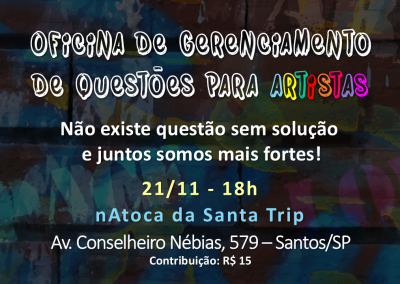 OFICINA DE GERENCIAMENTO
DE QUESTÕES PARA ARTISTAS
Não existe questão sem solução
e juntos somos mais fortes!
21/11 - 18h
nAtoca da Santa Trip
Av. Conselheiro Nébias, 579 – Santos/SP
Contribuição: R$ 15